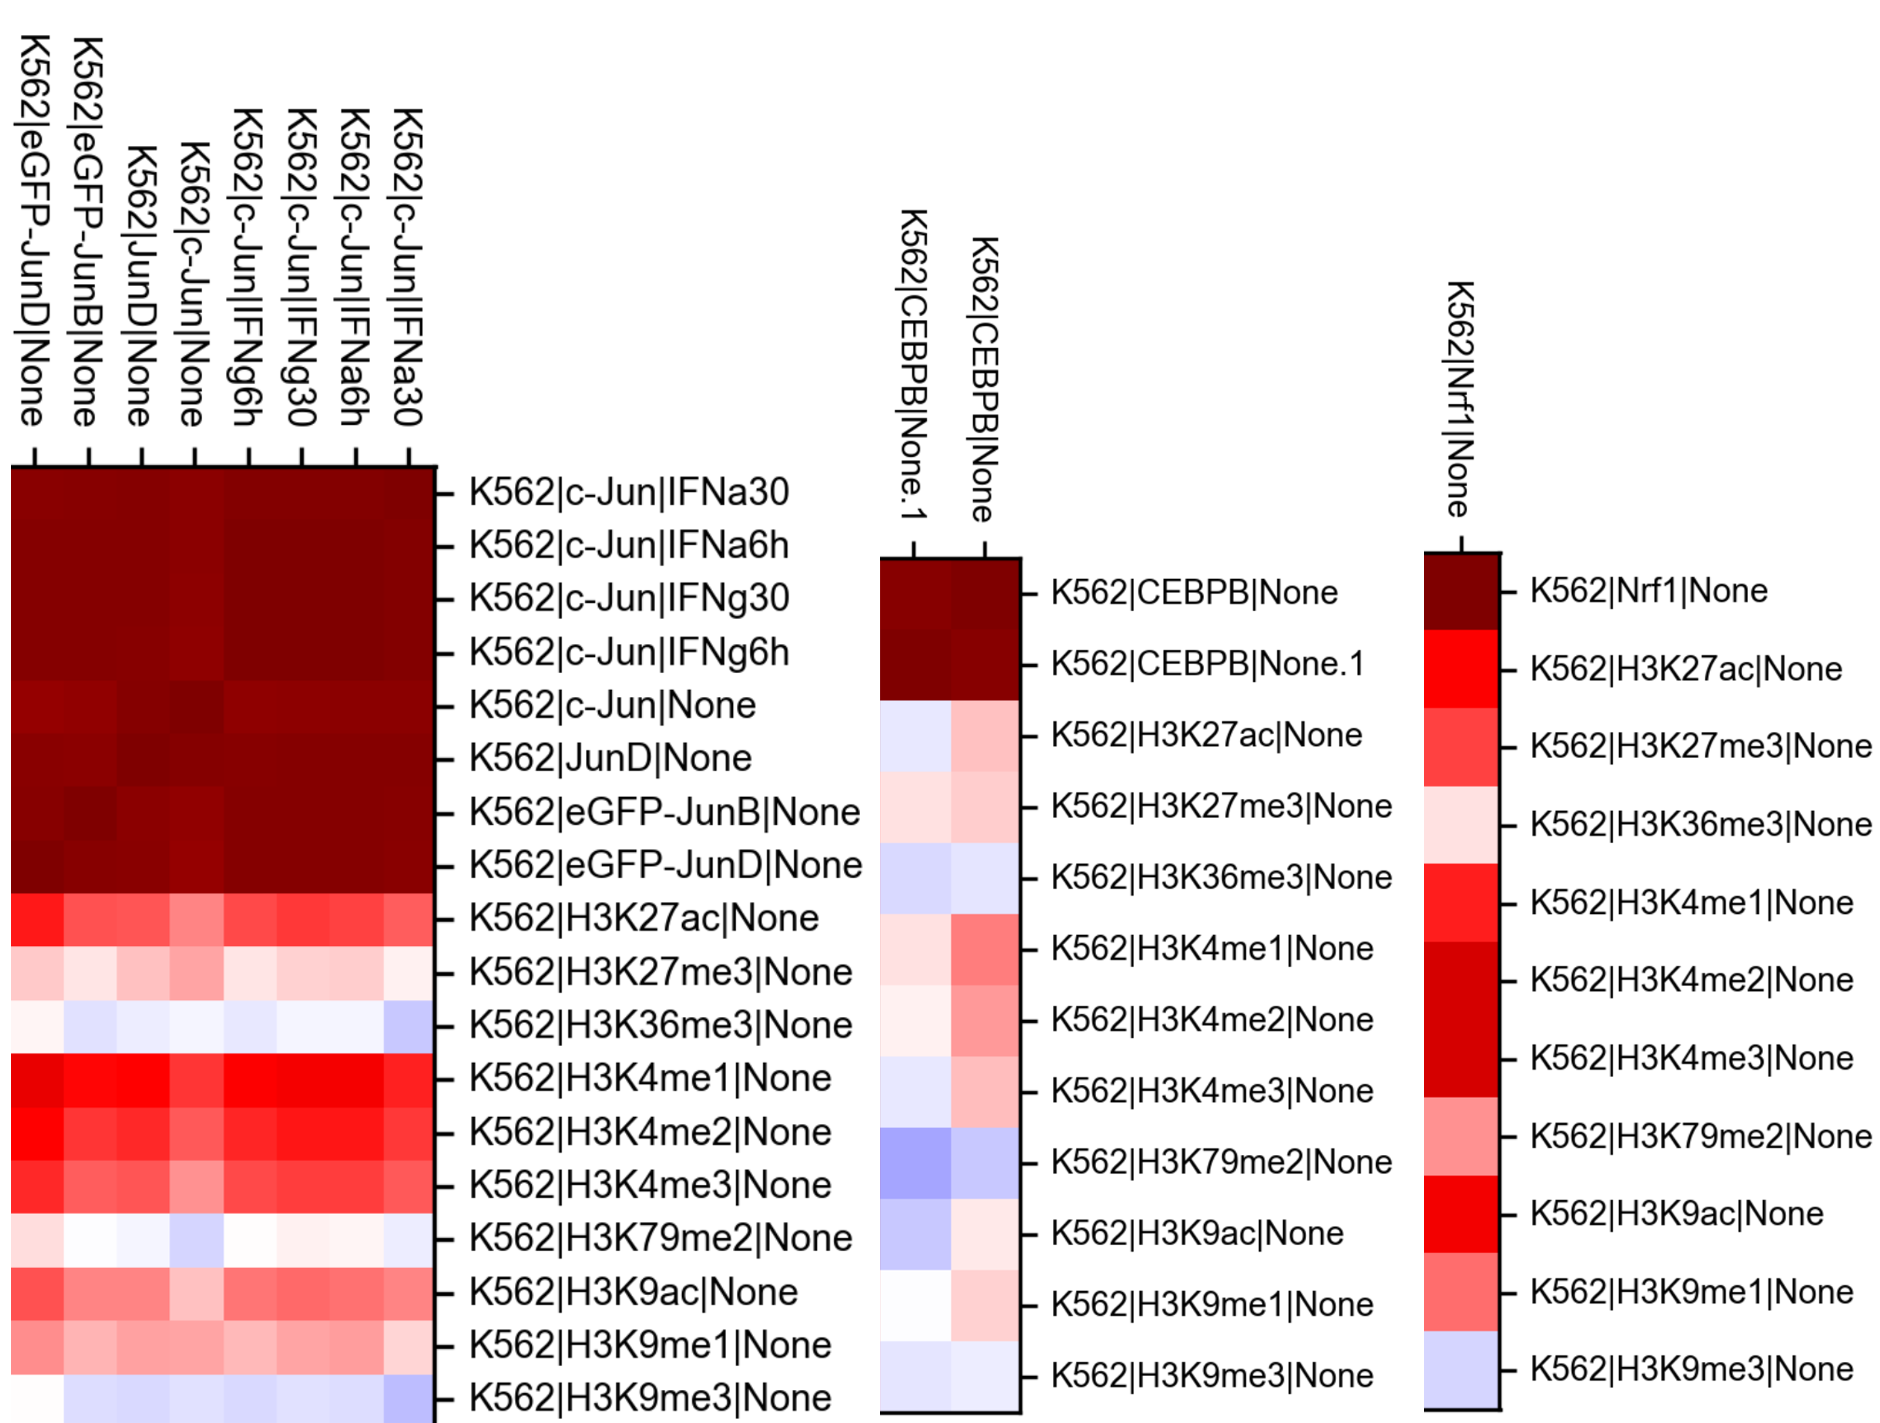 K562|eGFP-JunD|None
K562|eGFP-JunB|None
K562|JunD|None
K562|c-Jun|None
K562|c-Jun|IFNg6h
K562|c-Jun|IFNg30
K562|c-Jun|IFNa6h
K562|c-Jun|IFNa30
K562|c-Jun|IFNa30
K562|c-Jun|IFNa6h
K562|c-Jun|IFNg30
K562|c-Jun|IFNg6h
K562|c-Jun|None
K562|JunD|None
K562|eGFP-JunB|None
K562|eGFP-JunD|None
K562|H3K27ac|None
K562|H3K27me3|None
K562|H3K36me3|None
K562|H3K4me1|None
K562|H3K4me2|None
K562|H3K4me3|None
K562|H3K79me2|None
K562|H3K9ac|None
K562|H3K9me1|None
K562|H3K9me3|None
K562|CEBPB|None.1
K562|CEBPB|None
K562|CEBPB|None
K562|CEBPB|None.1
K562|H3K27ac|None
K562|H3K27me3|None
K562|H3K36me3|None
K562|H3K4me1|None
K562|H3K4me2|None
K562|H3K4me3|None
K562|H3K79me2|None
K562|H3K9ac|None
K562|H3K9me1|None
K562|H3K9me3|None
K562|Nrf1|None
K562|Nrf1|None
K562|H3K27ac|None
K562|H3K27me3|None
K562|H3K36me3|None
K562|H3K4me1|None
K562|H3K4me2|None
K562|H3K4me3|None
K562|H3K79me2|None
K562|H3K9ac|None
K562|H3K9me1|None
K562|H3K9me3|None